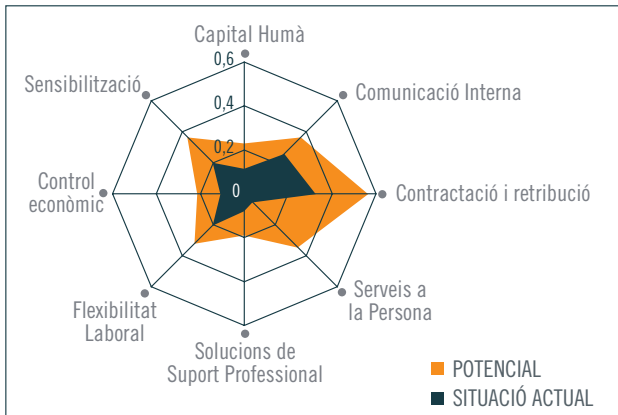 Capital Humà
0,6
Sensibilització
Comunicació Interna
0,4
0,2
Control
econòmic
0
Contractació i retribució
Serveis a
la Persona
Flexibilitat
Laboral
Solucions de
Suport Professional
POTENCIAL
SITUACIÓ ACTUAL